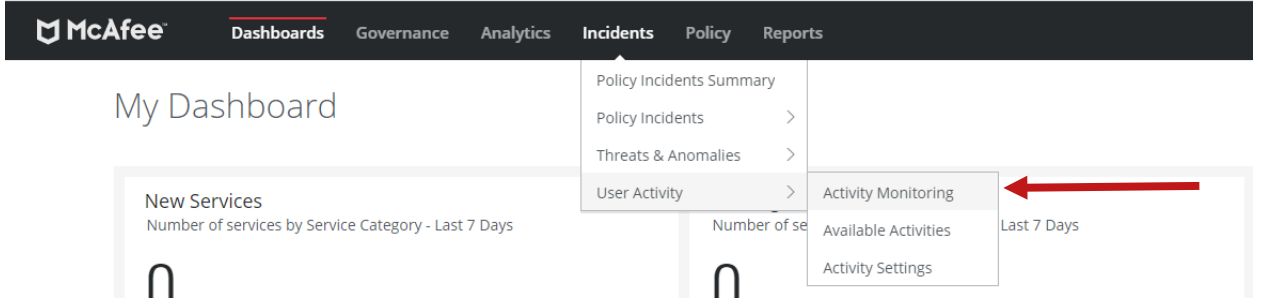 McAfee™ Dashboards Governance Analytics Incidents Policy Reports
Policy Incidents Summary
My Dashboard
Policy Incidents
Threats & Anomalies
User Activity
Activity Monitoring
Available Activities
Activity Settings
New Services
Number of services by Service Category - Last 7 Days
Number of se
Last 7 Days
0
0